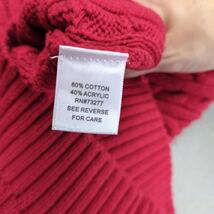 60% COTTON
40% ACRYLIC
RN#73277
SEE REVERSE
FOR CARE